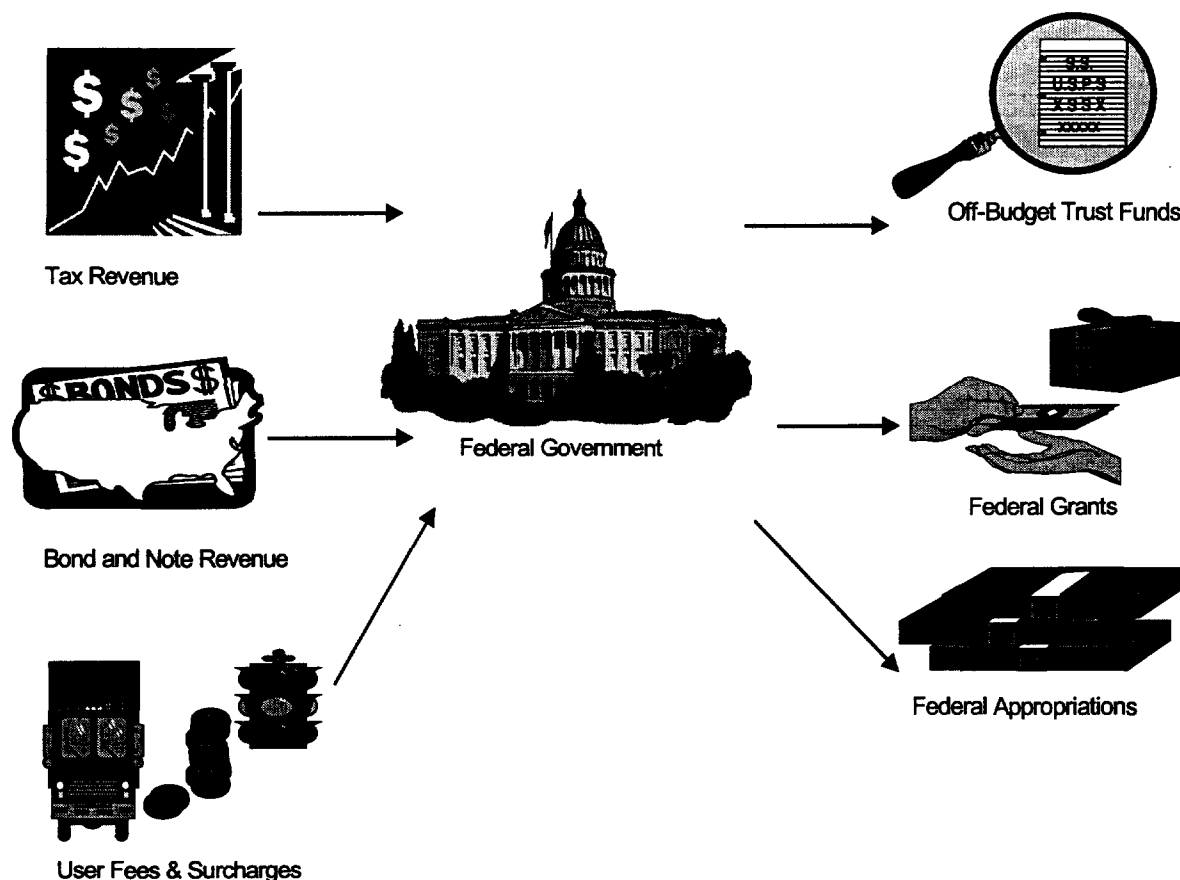 S.S.
U.S.P.S
X S S X
XXXXX
Off-Budget Trust Funds
Tax Revenue
$BONDS$
Federal Government
Federal Grants
Bond and Note Revenue
Federal Appropriations
User Fees & Surcharges